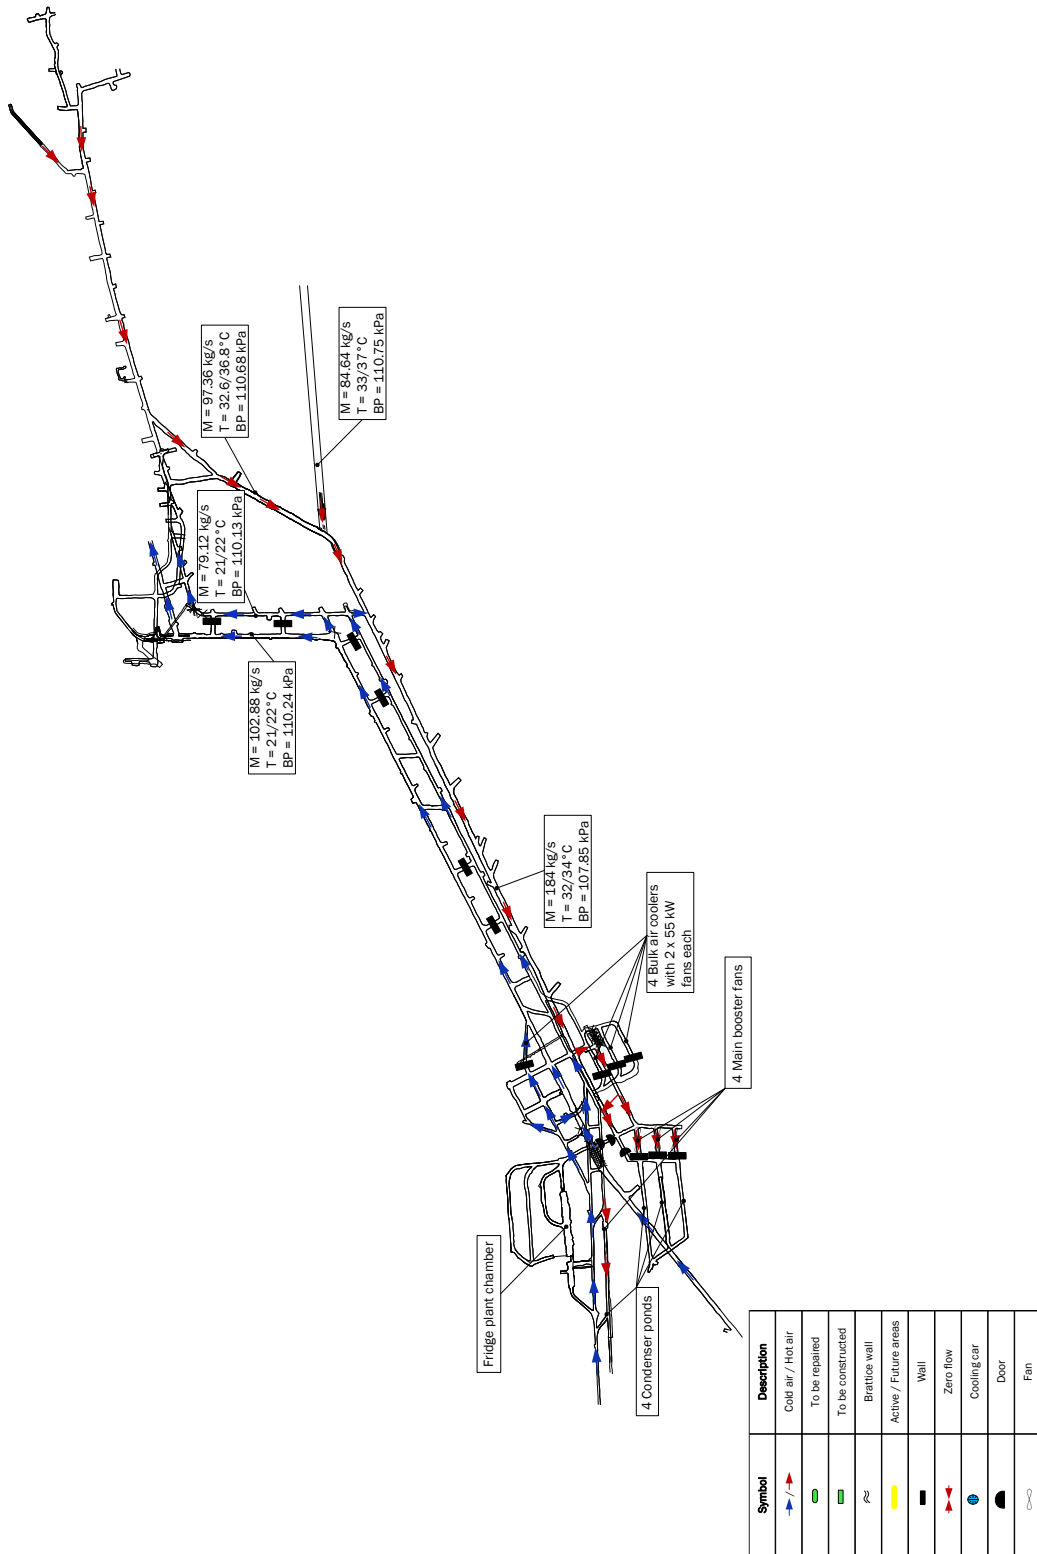 M = 97.36 kg/s
T = 32.6/36.8°C
BP = 110.68 kPa
M = 84.64 kg/s
T = 33/37°C
BP = 110.75 kPa
M = 79.12 kg/s
T = 21/22°C
BP = 110.13 kPa
M = 102.88 kg/s
T = 21/22°C
BP = 110.24 kPa
M = 184 kg/s
T = 32/34°C
BP = 107.85 kPa
4 Bulk air coolers
with 2 x 55 kW
fans each
4 Main booster fans
Fridge plant chamber
4 Condenser ponds
Symbol Description
Cold air / Hot air
To be repaired
To be constructed
Brattice wall
Active / Future areas
Wall
Zero flow
Cooling car
Door
Fan